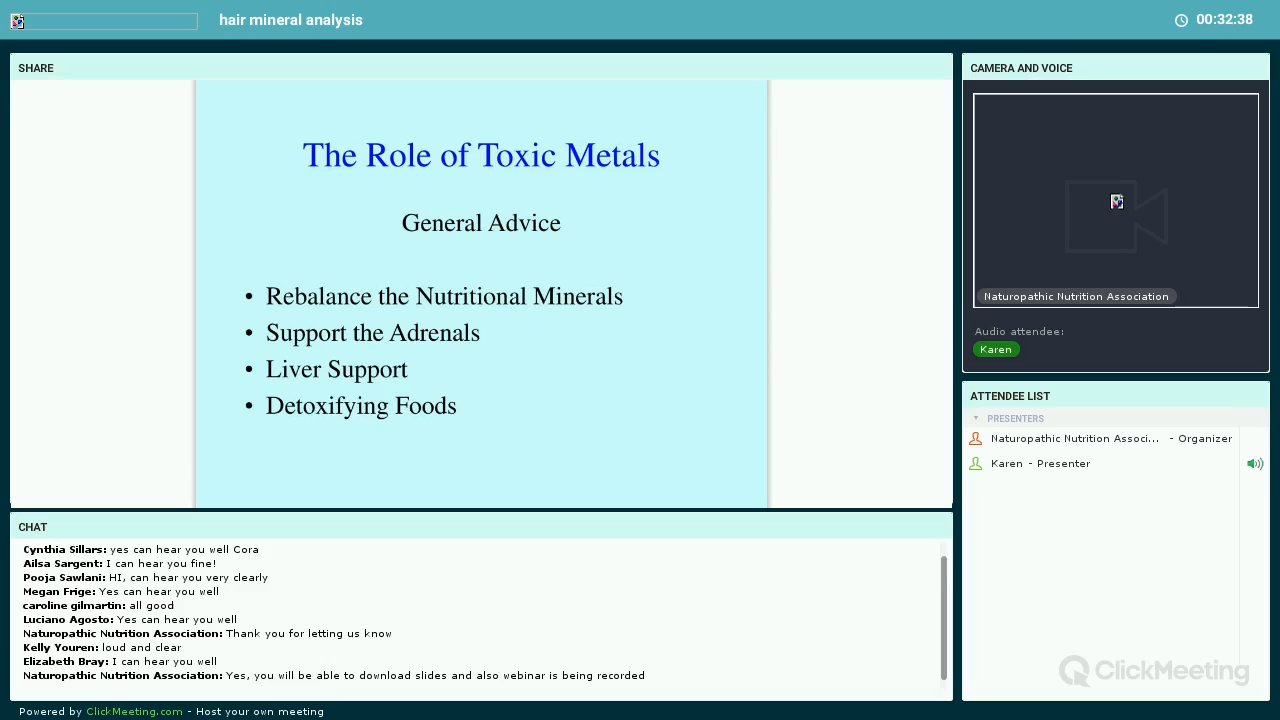 hair mineral analysis
00:32:38
SHARE
The Role of Toxic Metals
General Advice
• Rebalance the Nutritional Minerals
• Support the Adrenals
• Liver Support
• Detoxifying Foods
CAMERA AND VOICE
Naturopathic Nutrition Association
Audio attendee:
Karen
ATTENDEE LIST
PRESENTERS
Naturopathic Nutrition Associ... - Organizer
Karen - Presenter
CHAT
Cynthia Sillars: yes can hear you well Cora
Ailsa Sargent: I can hear you fine!
Pooja Sawlani: HI, can hear you very clearly
Megan Frige: Yes can hear you well
caroline gilmartin: all good
Luciano Agosto: Yes can hear you well
Naturopathic Nutrition Association: Thank you for letting us know
Kelly Youren: loud and clear
Elizabeth Bray: I can hear you well
Naturopathic Nutrition Association: Yes, you will be able to download slides and also webinar is being recorded
ClickMeeting
Powered by ClickMeeting.com - Host your own meeting